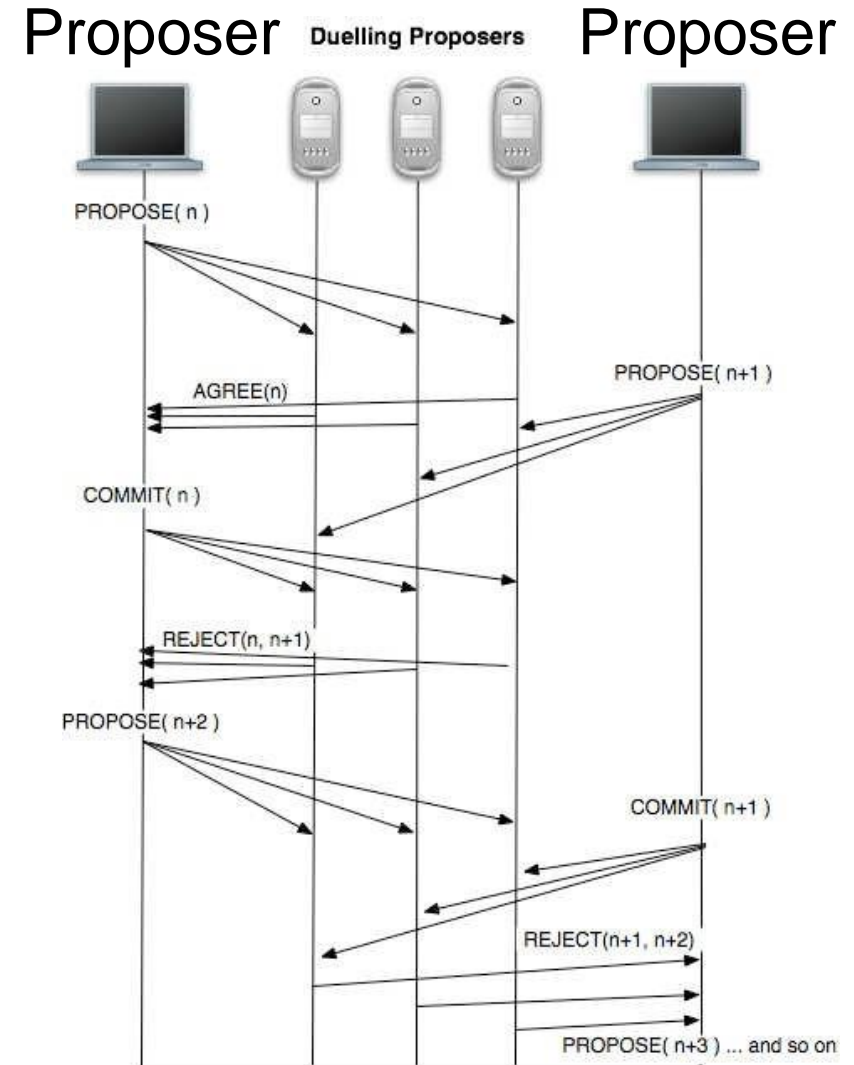 Proposer Duelling Proposers Proposer
PROPOSE( n )
PROPOSE( n+1 )
AGREE(n)
COMMIT( n )
REJECT(n, n+1)
PROPOSE( n+2 )
COMMIT( n+1 )
REJECT(n+1, n+2)
PROPOSE( n+3 ) ... and so on